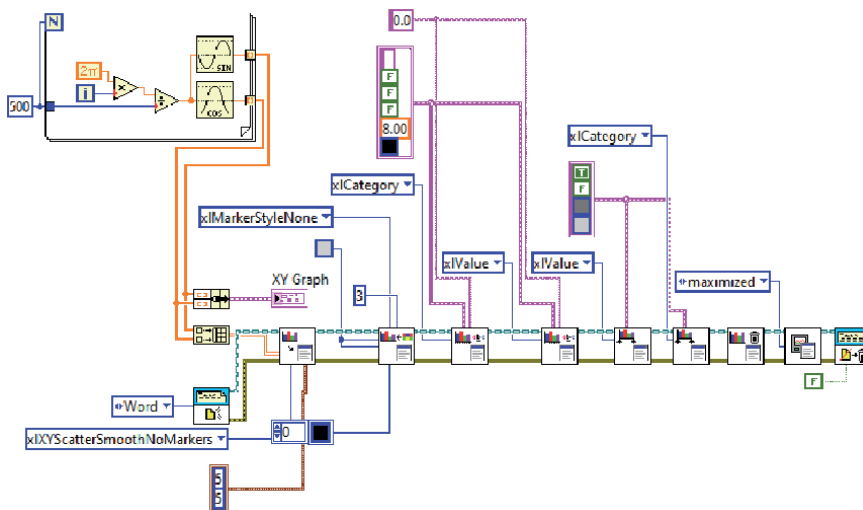 N
0.0
SIN
2π
i
×
÷
F
F
F
8.00
500
COS
xlCategory
xlCategory
T
F
xlMarkerStyleNone
XY Graph
xlValue
xlValue
maximized
3
Word
F
0
xlXYScatterSmoothNoMarkers
5
5